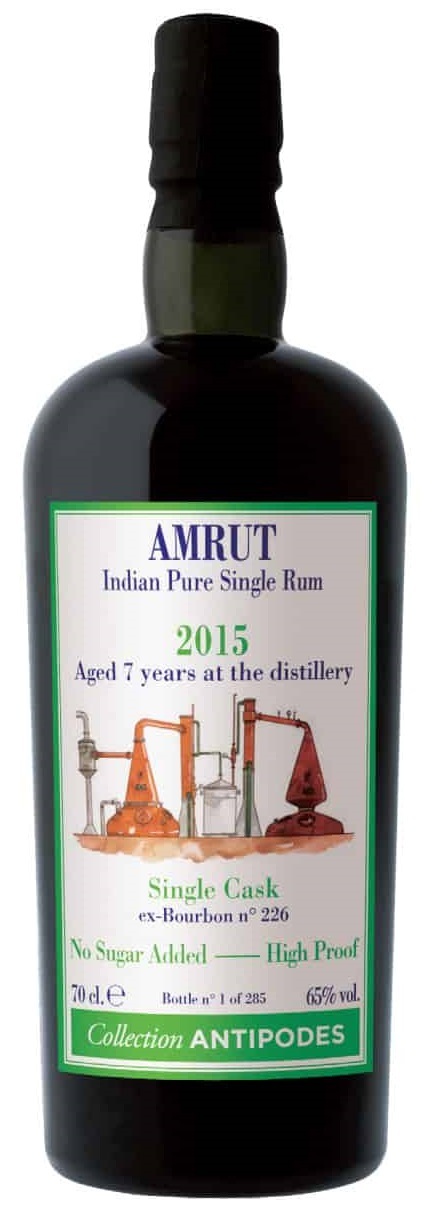 AMRUT
Indian Pure Single Rum
2015
Aged 7 years at the distillery
Single Cask
ex-Bourbon n° 226
No Sugar Added — High Proof
70 cl. ℮ Bottle n° 1 of 285 65% vol.
Collection ANTIPODES